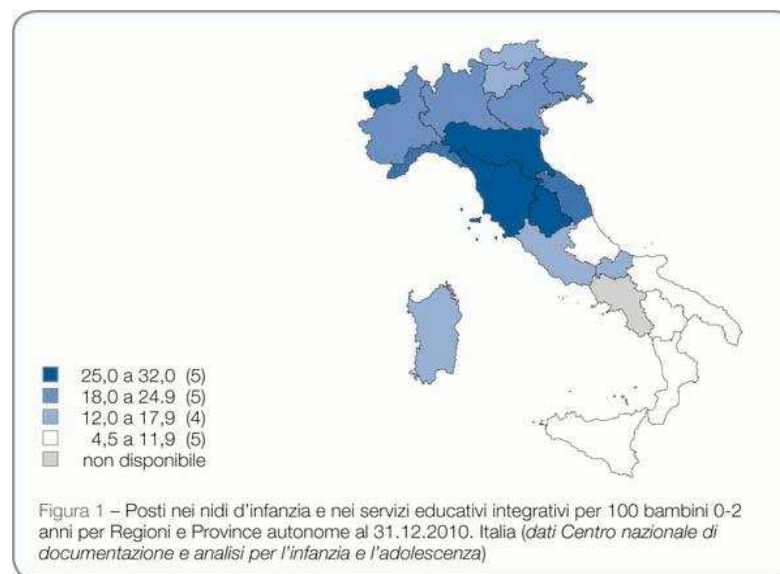 25,0 a 32,0 (5)
18,0 a 24.9 (5)
12,0 a 17,9 (4)
4,5 a 11,9 (5)
non disponibile
Figura 1 – Posti nei nidi d'infanzia e nei servizi educativi integrativi per 100 bambini 0-2
anni per Regioni e Province autonome al 31.12.2010. Italia (dati Centro nazionale di
documentazione e analisi per l'infanzia e l'adolescenza)